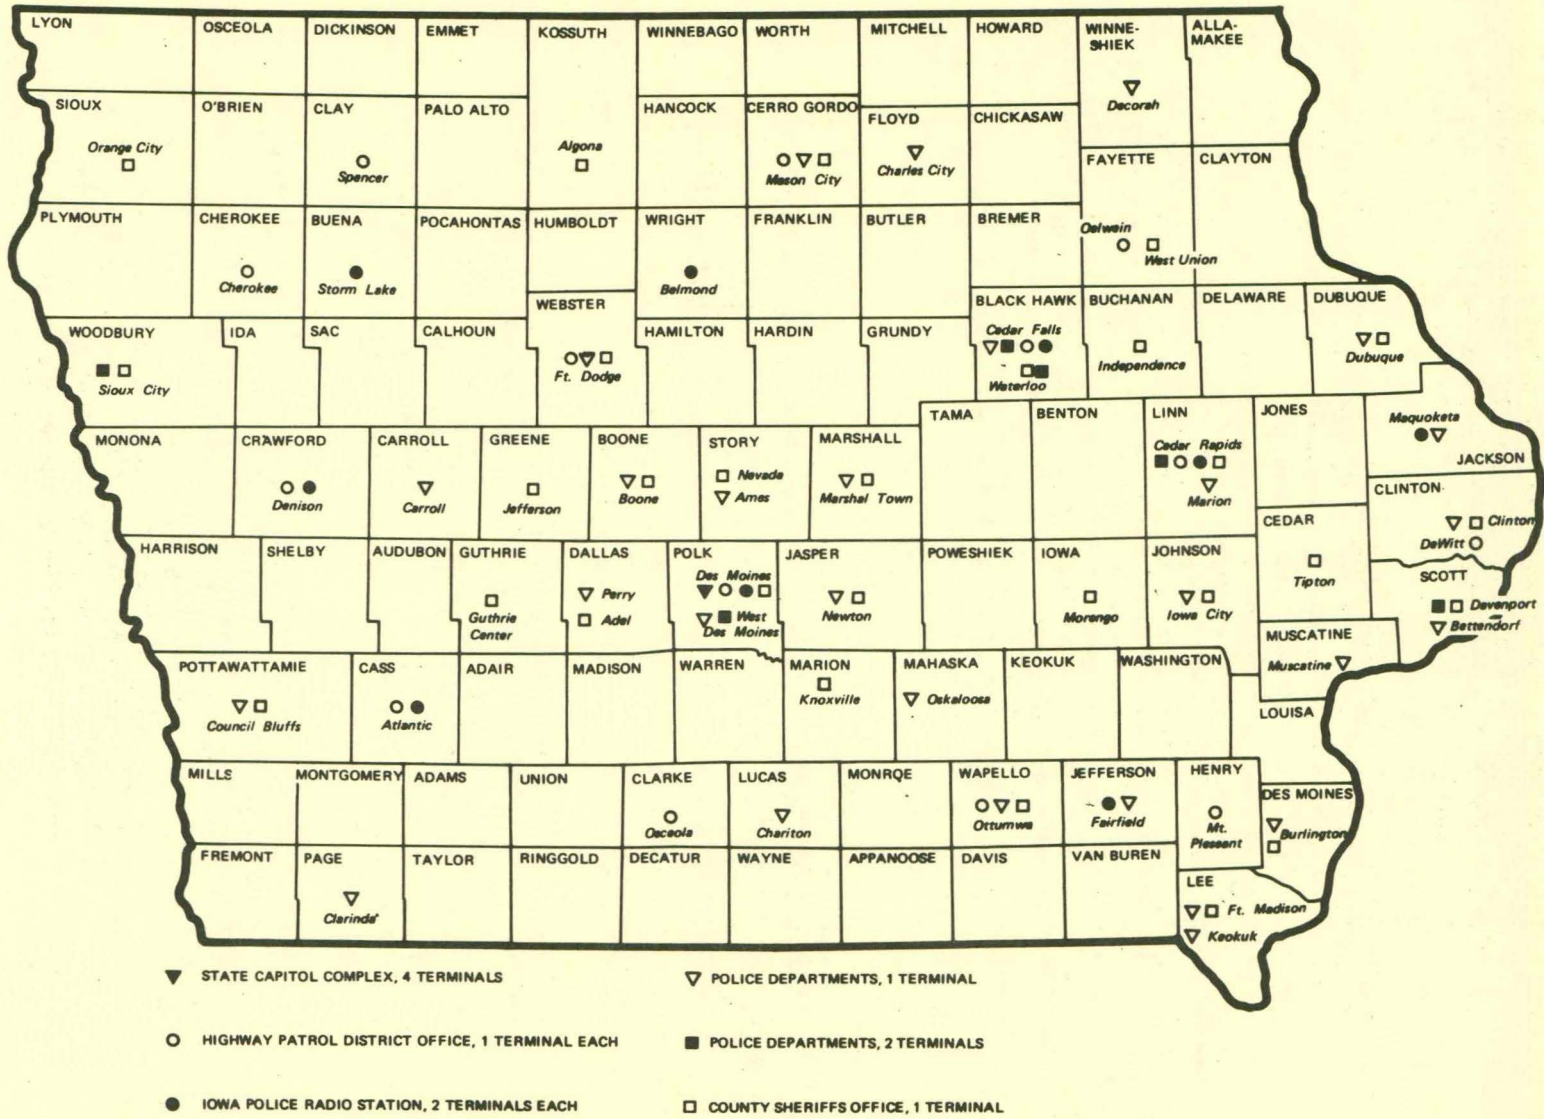 LYON
OSCEOLA
DICKINSON
EMMET
KOSSUTH
WINNEBAGO
WORTH
MITCHELL
HOWARD
WINNE-
SHIEK
ALLA-
MAKEE
Decorah
SIOUX
O'BRIEN
CLAY
PALO ALTO
HANCOCK
CERRO GORDO
FLOYD
CHICKASAW
Orange City
Spencer
Algona
Mason City
Charles City
FAYETTE
CLAYTON
PLYMOUTH
CHEROKEE
BUENA
POCAHONTAS
HUMBOLDT
WRIGHT
FRANKLIN
BUTLER
BREMER
Oelwein
West Union
Cherokee
Storm Lake
Belmond
WEBSTER
BLACK HAWK
BUCHANAN
DELAWARE
DUBUQUE
WOODBURY
IDA
SAC
CALHOUN
HAMILTON
HARDIN
GRUNDY
Cedar Falls
Sioux City
Ft. Dodge
Waterloo
Independence
Dubuque
MONONA
CRAWFORD
CARROLL
GREENE
BOONE
STORY
MARSHALL
TAMA
BENTON
LINN
JONES
Maquoketa
JACKSON
Denison
Carroll
Jefferson
Boone
Nevada
Ames
Marshal Town
Cedar Rapids
Marion
CLINTON
Clinton
DeWitt
HARRISON
SHELBY
AUDUBON
GUTHRIE
DALLAS
POLK
JASPER
POWESHIEK
IOWA
JOHNSON
CEDAR
SCOTT
Guthrie
Center
Perry
Adel
Des Moines
West
Des Moines
Newton
Morengo
Iowa City
Tipton
Davenport
Bettendorf
POTTAWATTAMIE
CASS
ADAIR
MADISON
WARREN
MARION
MAHASKA
KEOKUK
WASHINGTON
MUSCATINE
Muscatine
Council Bluffs
Atlantic
Knoxville
Oskaloosa
LOUISA
MILLS
MONTGOMERY
ADAMS
UNION
CLARKE
LUCAS
MONROE
WAPELLO
JEFFERSON
HENRY
DES MOINES
Osceola
Chariton
Ottumwa
Fairfield
Mt.
Pleasant
Burlington
FREMONT
PAGE
TAYLOR
RINGGOLD
DECATUR
WAYNE
APPANOOSE
DAVIS
VAN BUREN
LEE
Clarinda
Ft. Madison
Keokuk
STATE CAPITOL COMPLEX, 4 TERMINALS
POLICE DEPARTMENTS, 1 TERMINAL
HIGHWAY PATROL DISTRICT OFFICE, 1 TERMINAL EACH
POLICE DEPARTMENTS, 2 TERMINALS
IOWA POLICE RADIO STATION, 2 TERMINALS EACH
COUNTY SHERIFFS OFFICE, 1 TERMINAL